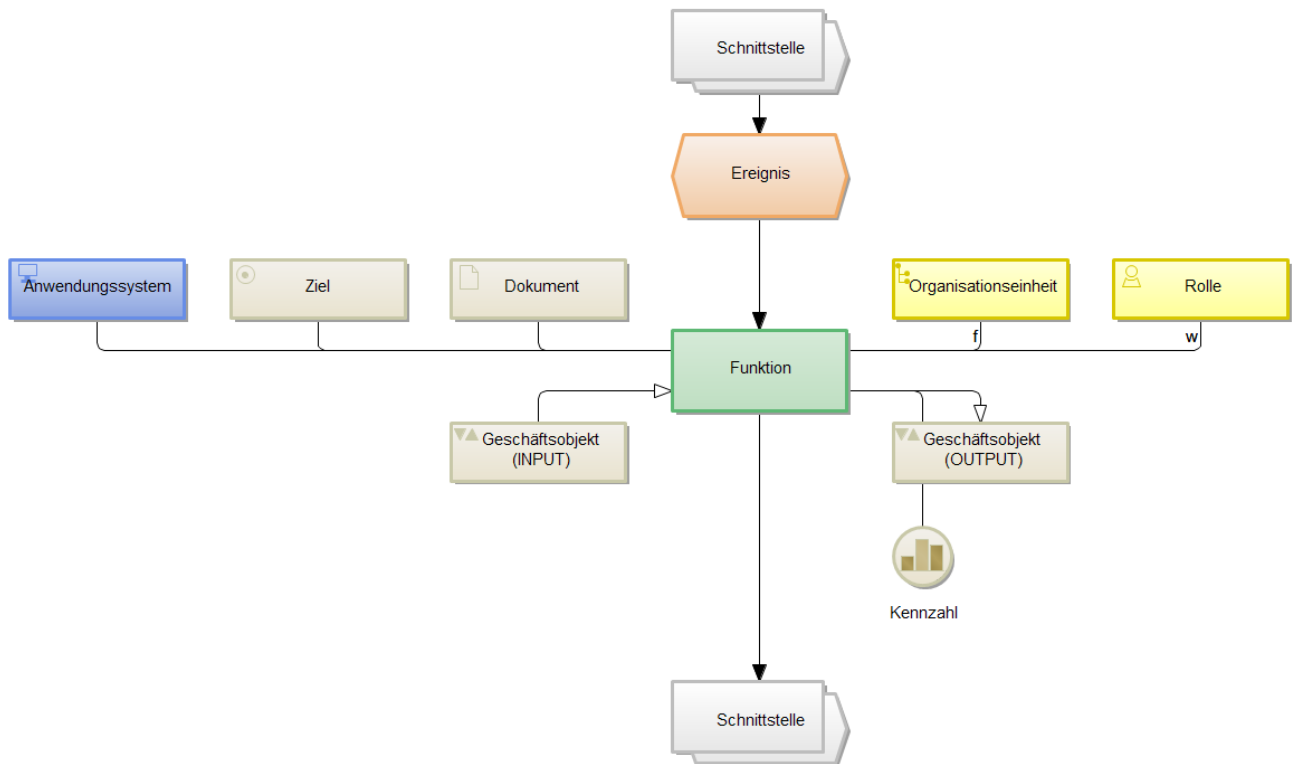 Schnittstelle
Ereignis
Anwendungssystem
Ziel
Dokument
Organisationseinheit
Rolle
f
w
Funktion
Geschäftsobjekt
(INPUT)
Geschäftsobjekt
(OUTPUT)
Kennzahl
Schnittstelle